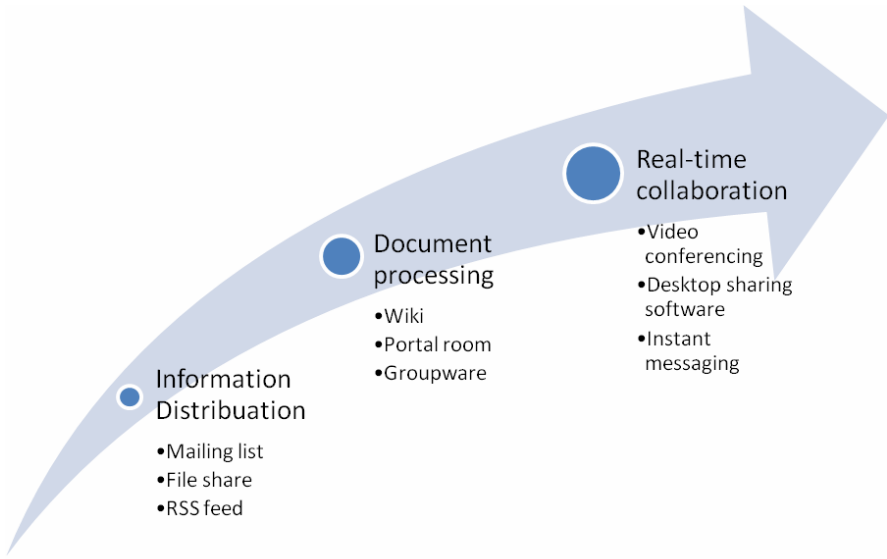 Real-time
collaboration
•Video
conferencing
•Desktop sharing
software
•Instant
messaging
Document
processing
•Wiki
•Portal room
•Groupware
Information
Distribuation
•Mailing list
•File share
•RSS feed